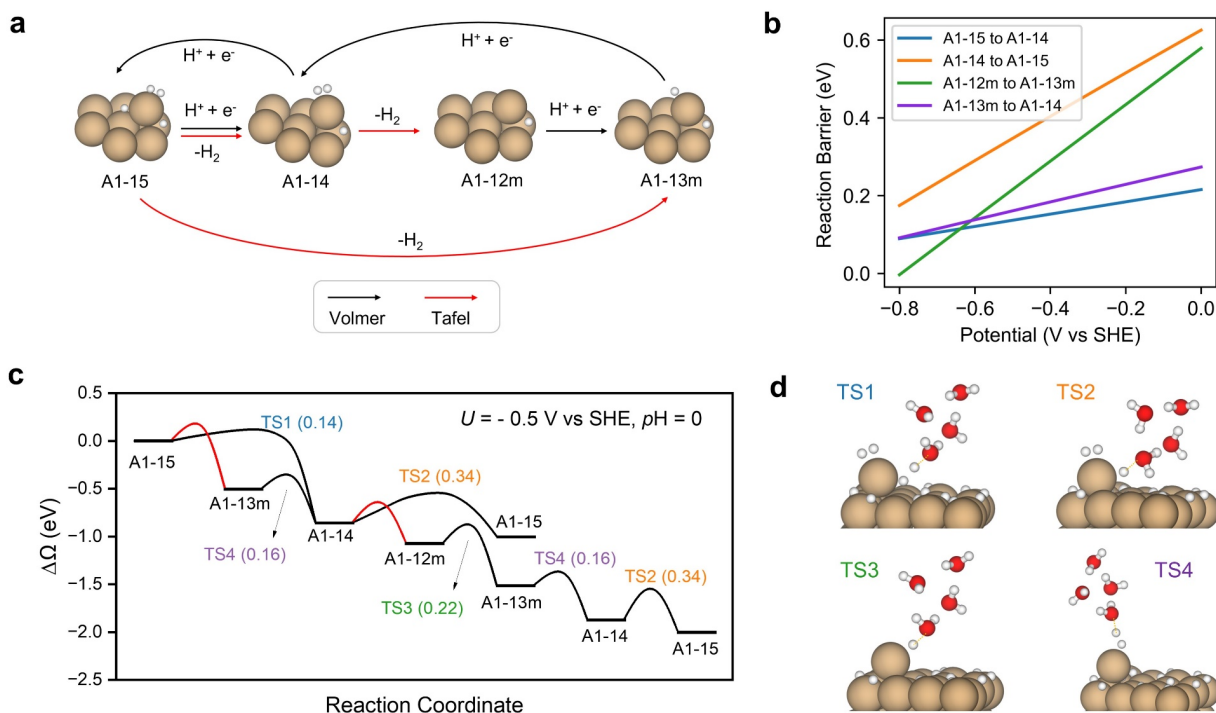 a
H⁺ + e⁻
H⁺ + e⁻
H⁺ + e⁻
-H₂
-H₂
H⁺ + e⁻
A1-15
A1-14
A1-12m
A1-13m
-H₂
Volmer
Tafel
b
Reaction Barrier (eV)
0.6
0.4
0.2
0.0
A1-15 to A1-14
A1-14 to A1-15
A1-12m to A1-13m
A1-13m to A1-14
−0.8
−0.6
−0.4
−0.2
0.0
Potential (V vs SHE)
c
ΔΩ (eV)
0.5
0.0
−0.5
−1.0
−1.5
−2.0
−2.5
U = - 0.5 V vs SHE, pH = 0
A1-15
TS1 (0.14)
A1-13m
TS4 (0.16)
A1-14
TS2 (0.34)
A1-15
A1-12m
TS3 (0.22)
A1-13m
TS4 (0.16)
A1-14
TS2 (0.34)
A1-15
Reaction Coordinate
d
TS1
TS2
TS3
TS4